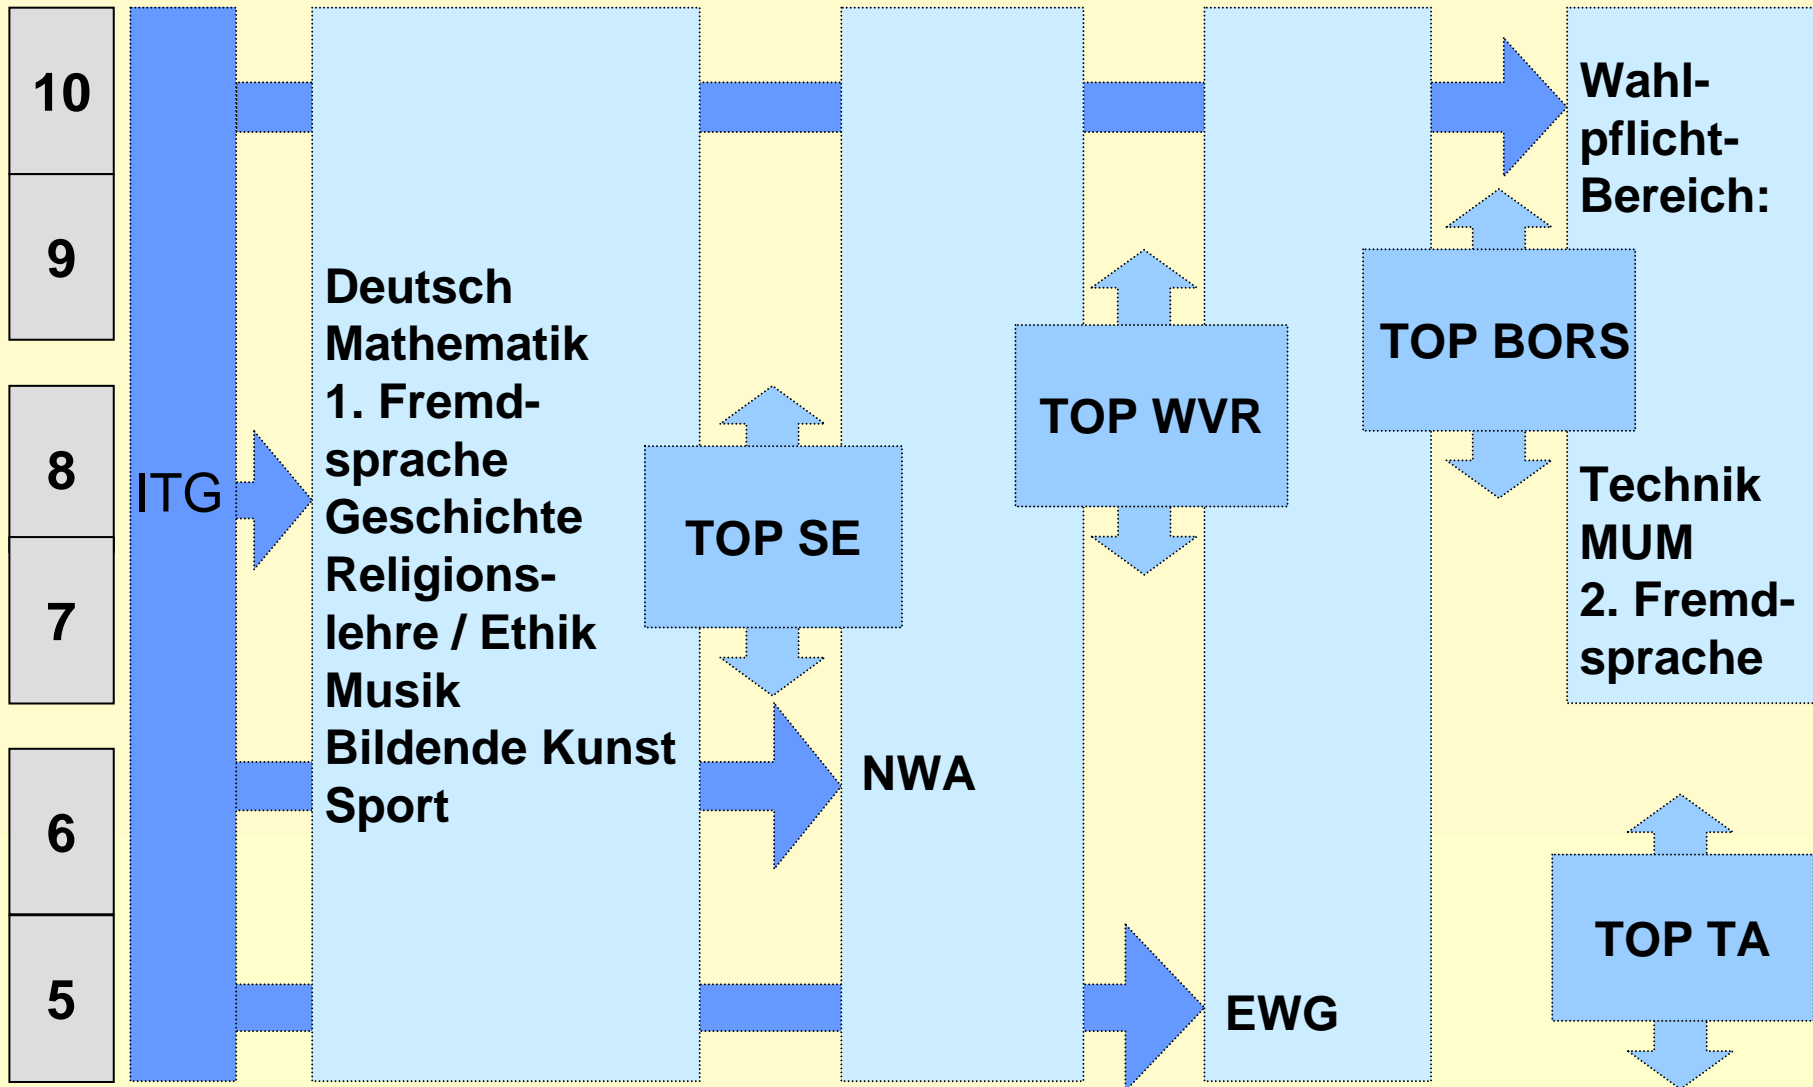 10
9
8
7
6
5
ITG
Deutsch
Mathematik
1. Fremd-
sprache
Geschichte
Religions-
lehre / Ethik
Musik
Bildende Kunst
Sport
TOP SE
NWA
TOP WVR
EWG
TOP BORS
Wahl-
pflicht-
Bereich:
Technik
MUM
2. Fremd-
sprache
TOP TA